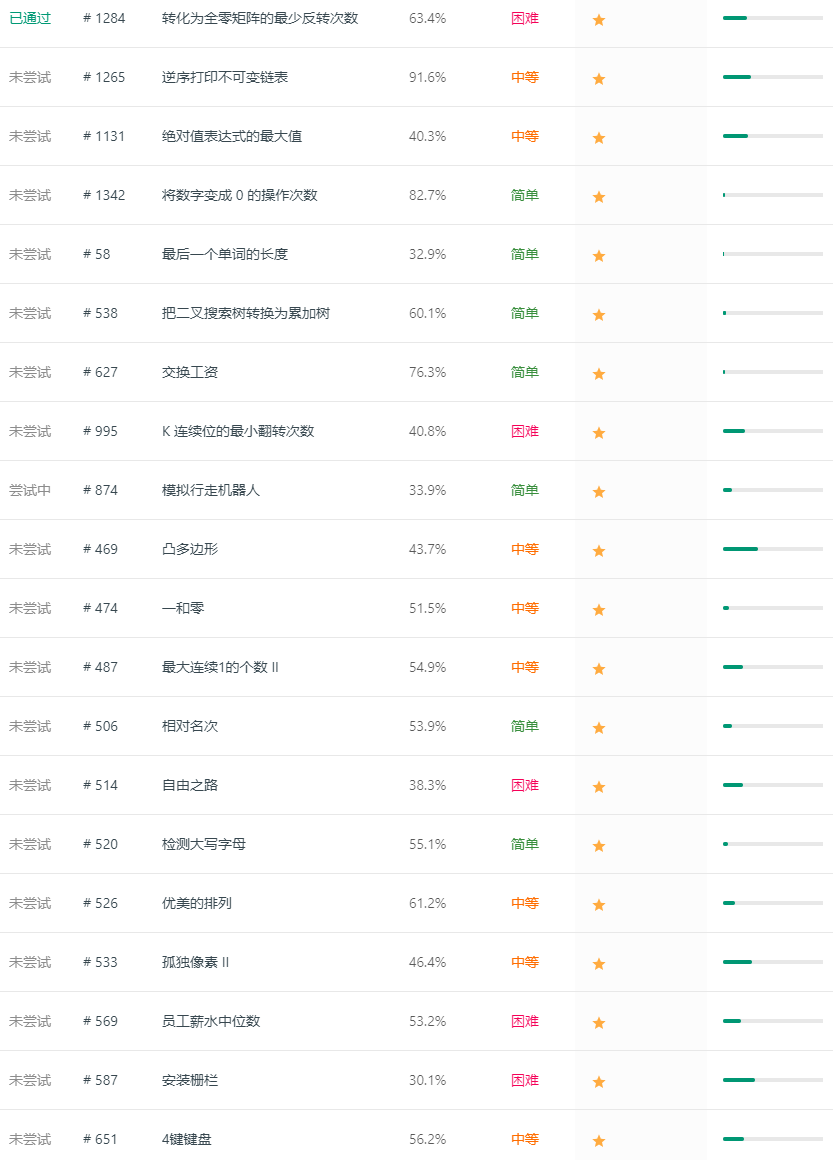 已通过 # 1284 转化为全零矩阵的最少反转次数 63.4% 困难
未尝试 # 1265 逆序打印不可变链表 91.6% 中等
未尝试 # 1131 绝对值表达式的最大值 40.3% 中等
未尝试 # 1342 将数字变成 0 的操作次数 82.7% 简单
未尝试 # 58 最后一个单词的长度 32.9% 简单
未尝试 # 538 把二叉搜索树转换为累加树 60.1% 简单
未尝试 # 627 交换工资 76.3% 简单
未尝试 # 995 K 连续位的最小翻转次数 40.8% 困难
尝试中 # 874 模拟行走机器人 33.9% 简单
未尝试 # 469 凸多边形 43.7% 中等
未尝试 # 474 一和零 51.5% 中等
未尝试 # 487 最大连续1的个数 II 54.9% 中等
未尝试 # 506 相对名次 53.9% 简单
未尝试 # 514 自由之路 38.3% 困难
未尝试 # 520 检测大写字母 55.1% 简单
未尝试 # 526 优美的排列 61.2% 中等
未尝试 # 533 孤独像素 II 46.4% 中等
未尝试 # 569 员工薪水中位数 53.2% 困难
未尝试 # 587 安装栅栏 30.1% 困难
未尝试 # 651 4键键盘 56.2% 中等